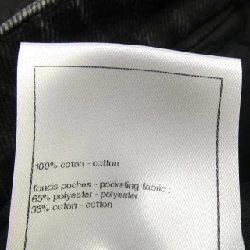 100% coton - cotton
fonds poches - pocketing fabric :
65% polyester - polyester
35% coton - cotton